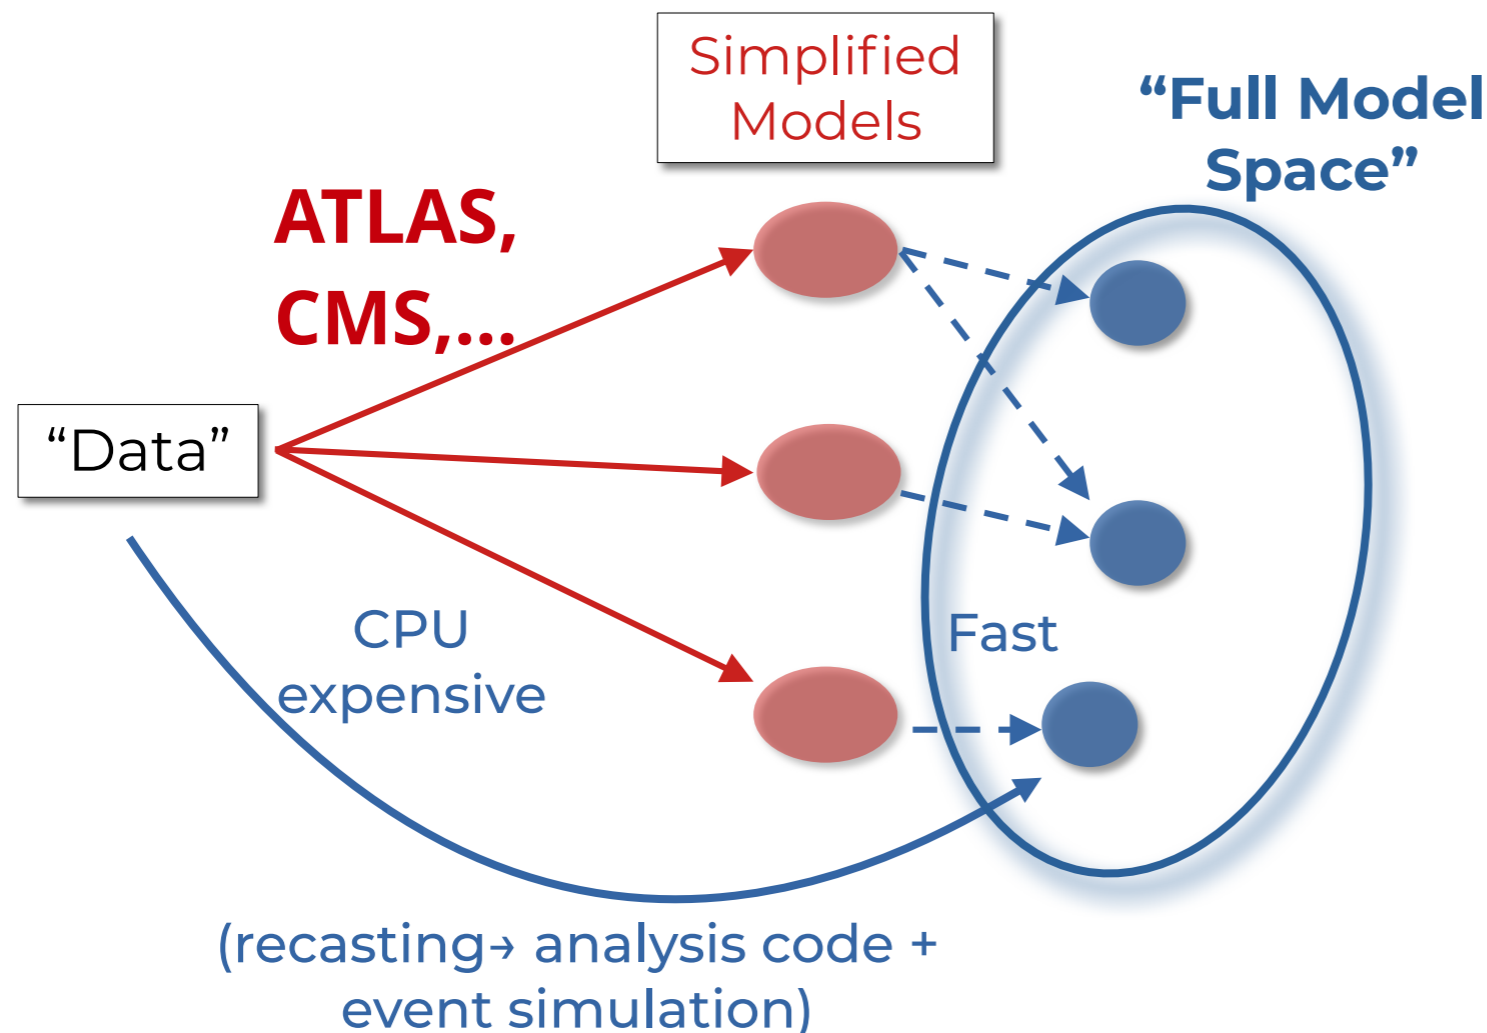 Simplified
Models
“Full Model
Space”
ATLAS,
CMS,...
“Data”
CPU
expensive
Fast
(recasting→ analysis code +
event simulation)